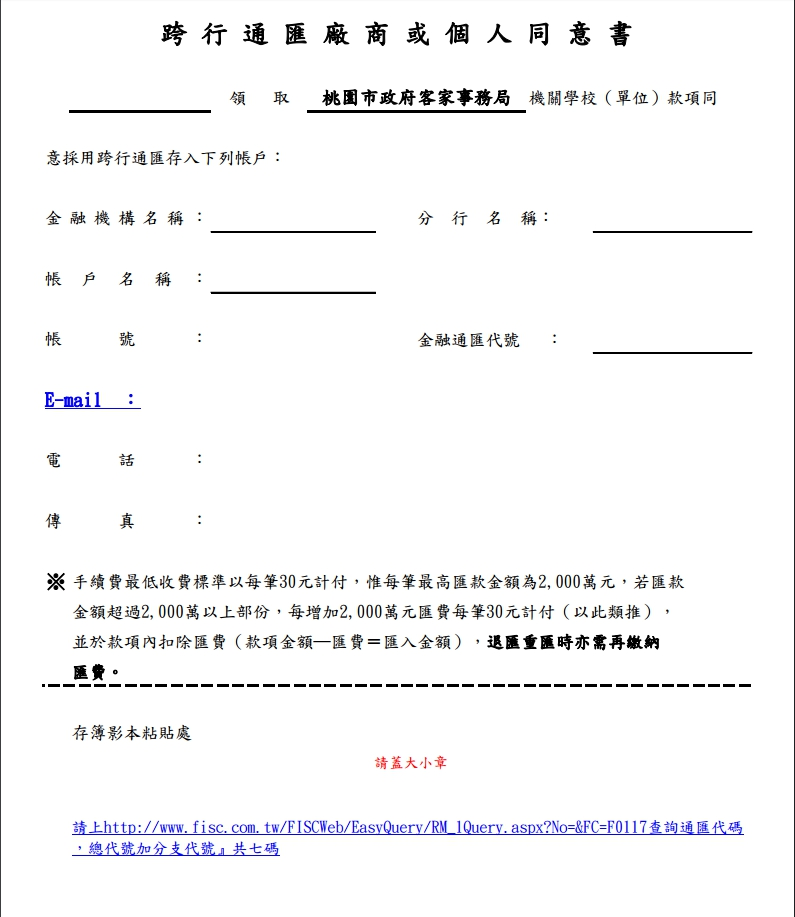 跨行通匯廠商或個人同意書
領取 桃園市政府客家事務局 機關學校（單位）款項同
意採用跨行通匯存入下列帳戶：
金融機構名稱： 分行名稱：
帳戶名稱：
帳號： 金融通匯代號：
E-mail ：
電話：
傳真：
※ 手續費最低收費標準以每筆30元計付，惟每筆最高匯款金額為2,000萬元，若匯款
金額超過2,000萬以上部份，每增加2,000萬元匯費每筆30元計付（以此類推），
並於款項內扣除匯費（款項金額—匯費＝匯入金額），退匯重匯時亦需再繳納
匯費。
存簿影本粘貼處
請蓋大小章
請上http://www.fisc.com.tw/FISCWeb/EasyQuery/RM_1Query.aspx?No=&FC=F0117查詢通匯代碼
，總代號加分支代號』共七碼